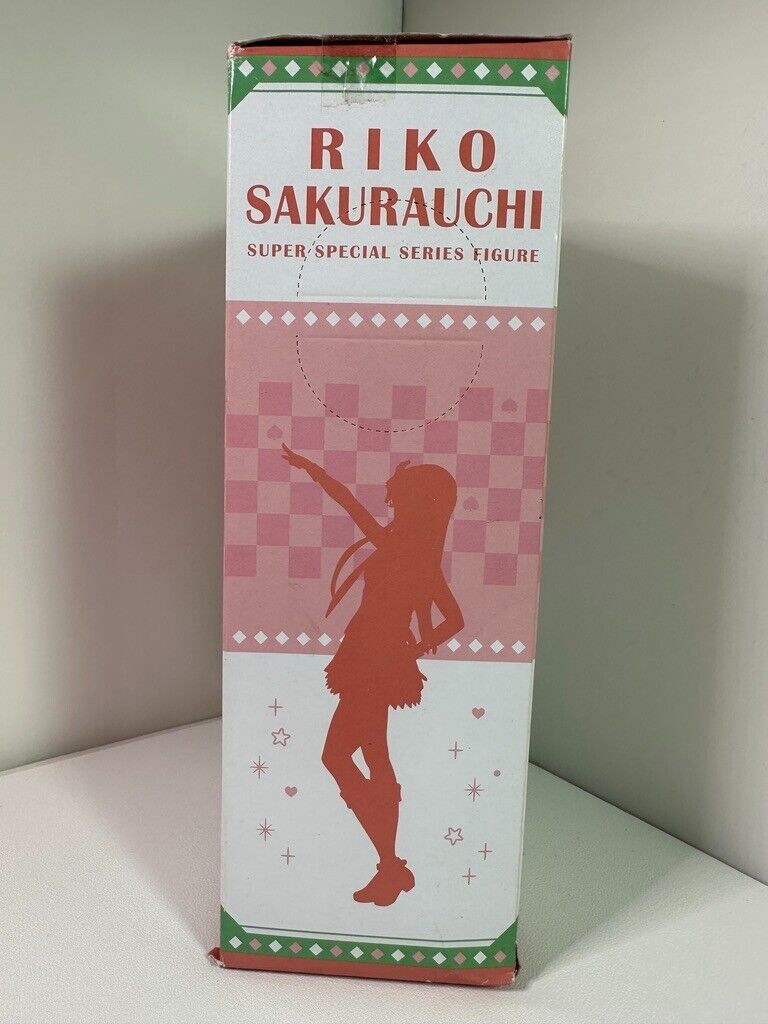 RIKO
SAKURAUCHI
SUPER SPECIAL SERIES FIGURE